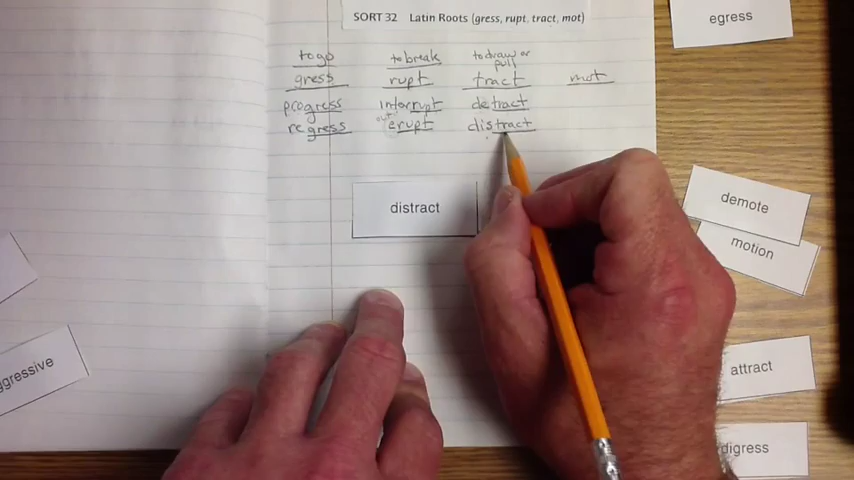 SORT 32 Latin Roots (gress, rupt, tract, mot)
egress
to go to break to draw or pull
gress rupt tract mot
progress interrupt detract
regress out erupt distract
distract
demote
motion
attract
digress
ggressive